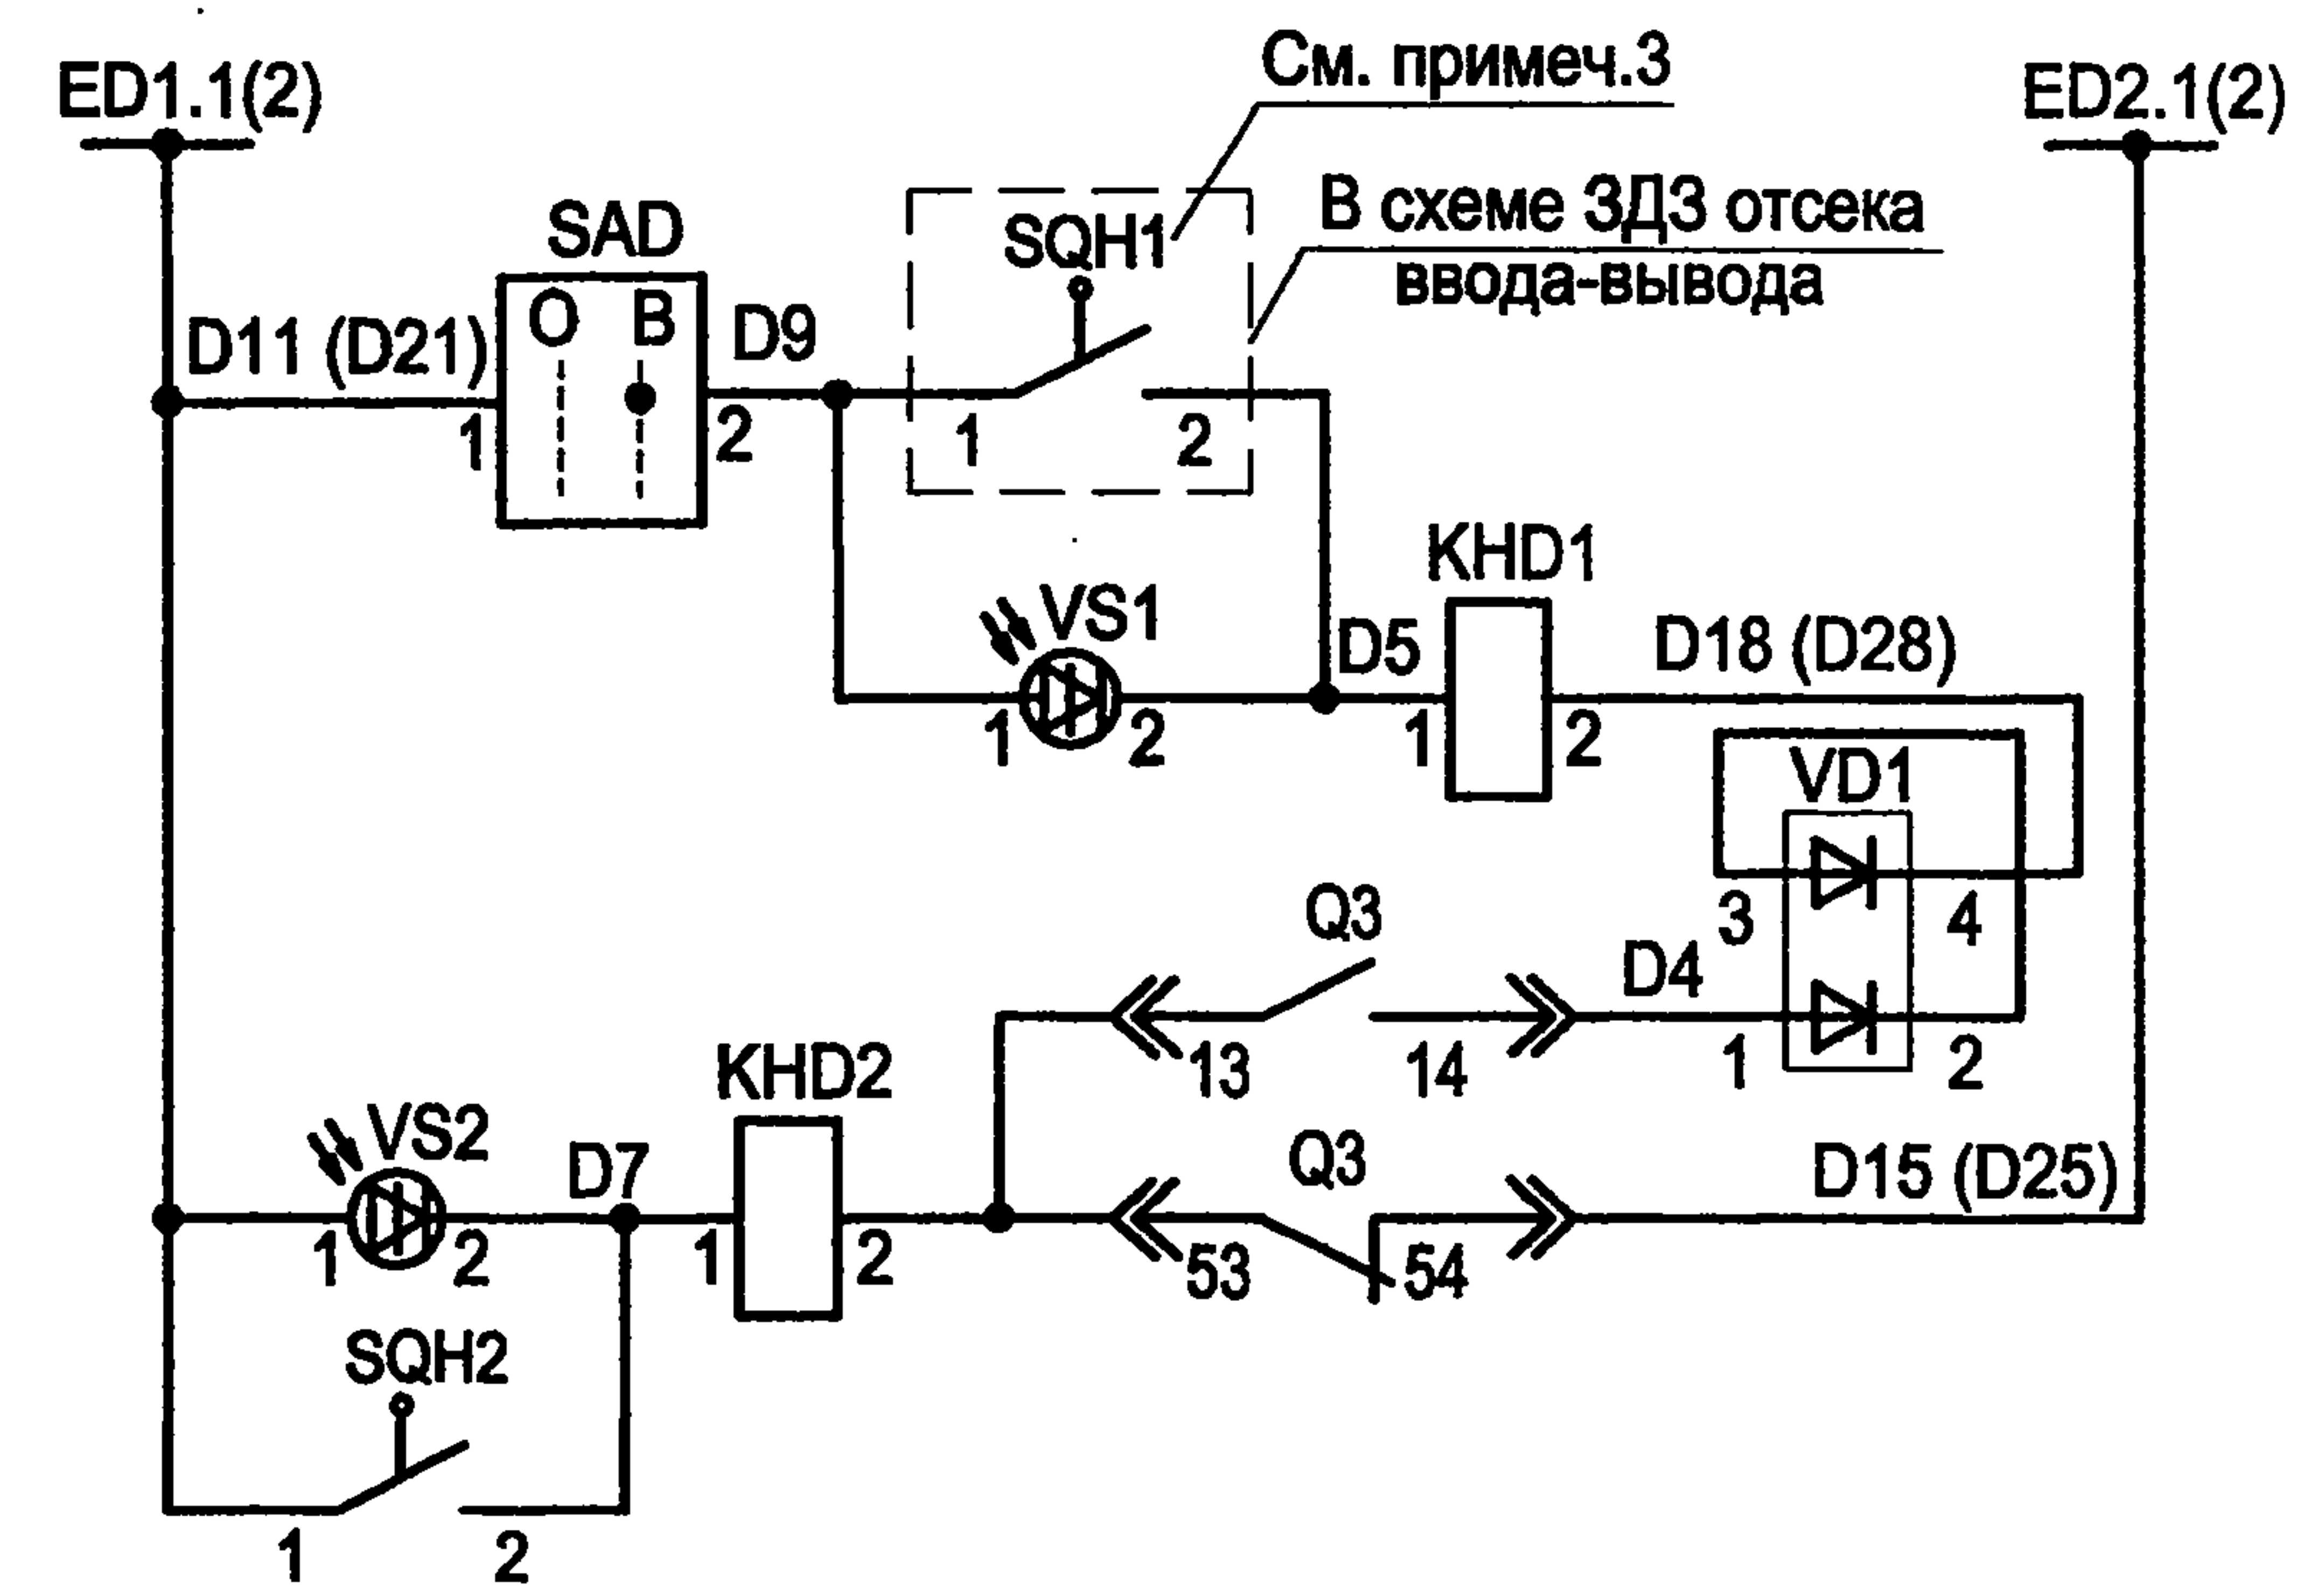 См. примеч.3
ED1.1(2)
ED2.1(2)
В схеме ЗДЗ отсека
ввода-вывода
SAD
SQH1
O B
D11 (D21)
D9
1
2
1
2
KHD1
VS1
D5
D18 (D28)
1
2
1
2
VD1
Q3
3
4
D4
13
14
1
2
KHD2
VS2
D7
Q3
D15 (D25)
1
2
1
2
53
54
SQH2
1
2